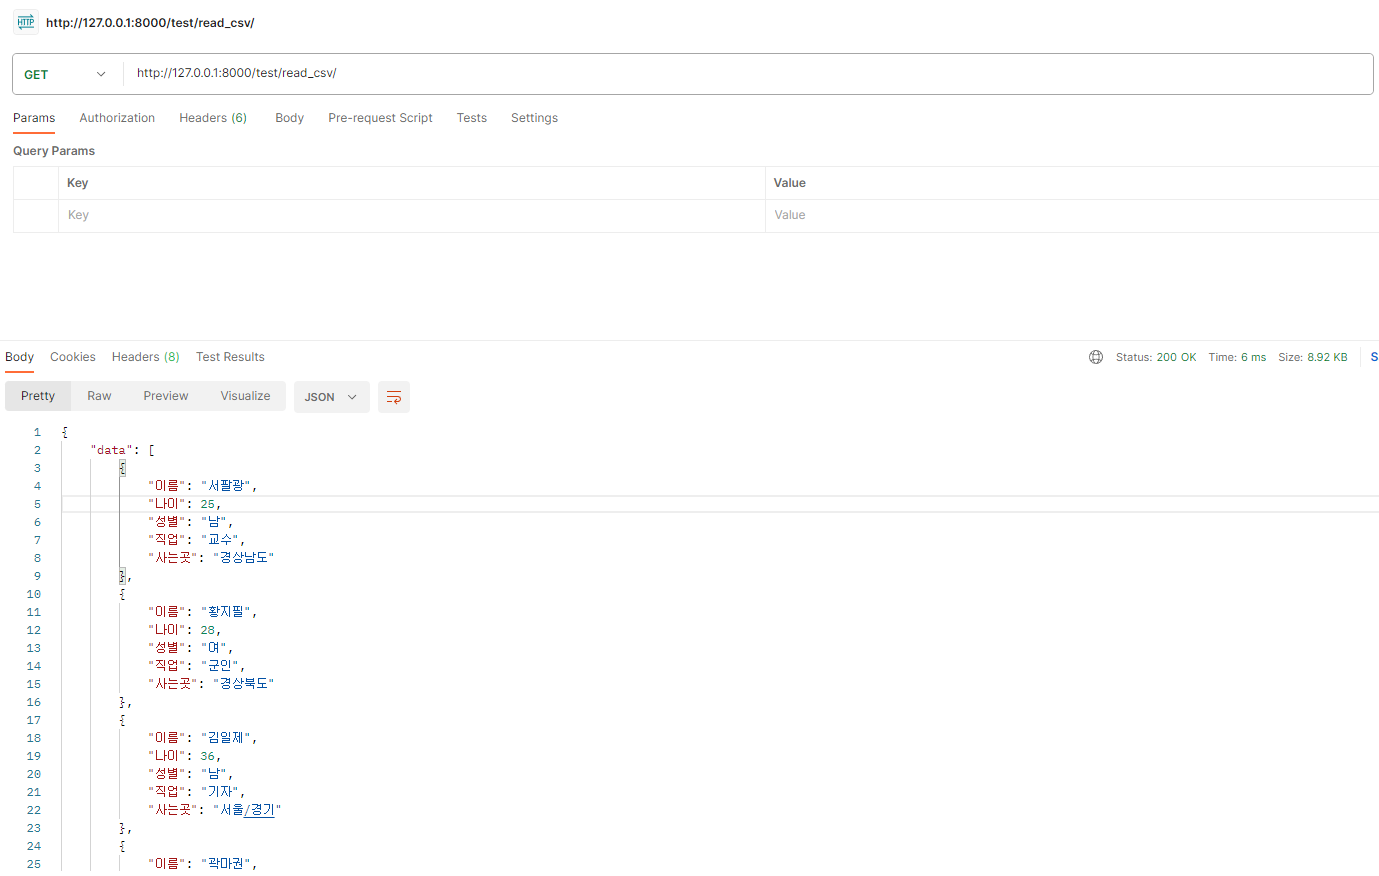 HTTP http://127.0.0.1:8000/test/read_csv/
GET http://127.0.0.1:8000/test/read_csv/
Params Authorization Headers (6) Body Pre-request Script Tests Settings
Query Params
Key Value
Key Value
Body Cookies Headers (8) Test Results Status: 200 OK Time: 6 ms Size: 8.92 KB S
Pretty Raw Preview Visualize JSON
1 {
2 "data": [
3 {
4 "이름": "서팔광",
5 "나이": 25,
6 "성별": "남",
7 "직업": "교수",
8 "사는곳": "경상남도"
9 },
10 {
11 "이름": "황지필",
12 "나이": 28,
13 "성별": "여",
14 "직업": "군인",
15 "사는곳": "경상북도"
16 },
17 {
18 "이름": "김일제",
19 "나이": 36,
20 "성별": "남",
21 "직업": "기자",
22 "사는곳": "서울/경기"
23 },
24 {
25 "이름": "곽마권",